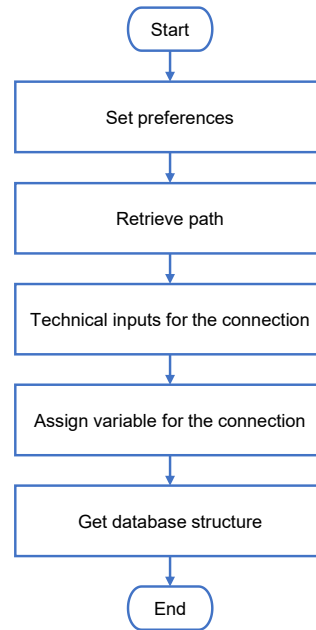 Start
Set preferences
Retrieve path
Technical inputs for the connection
Assign variable for the connection
Get database structure
End